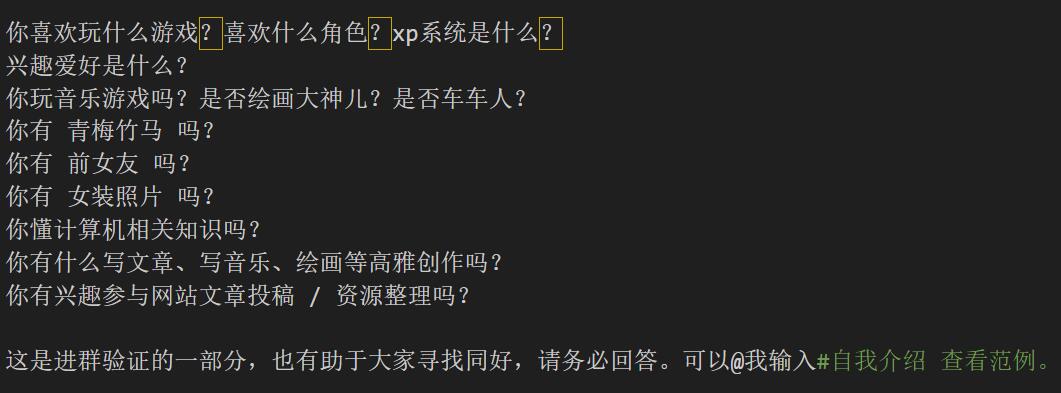 你喜欢玩什么游戏？喜欢什么角色？xp系统是什么？
兴趣爱好是什么？
你玩音乐游戏吗？是否绘画大神儿？是否车车人？
你有 青梅竹马 吗？
你有 前女友 吗？
你有 女装照片 吗？
你懂计算机相关知识吗？
你有什么写文章、写音乐、绘画等高雅创作吗？
你有兴趣参与网站文章投稿 / 资源整理吗？
这是进群验证的一部分，也有助于大家寻找同好，请务必回答。可以@我输入#自我介绍 查看范例。